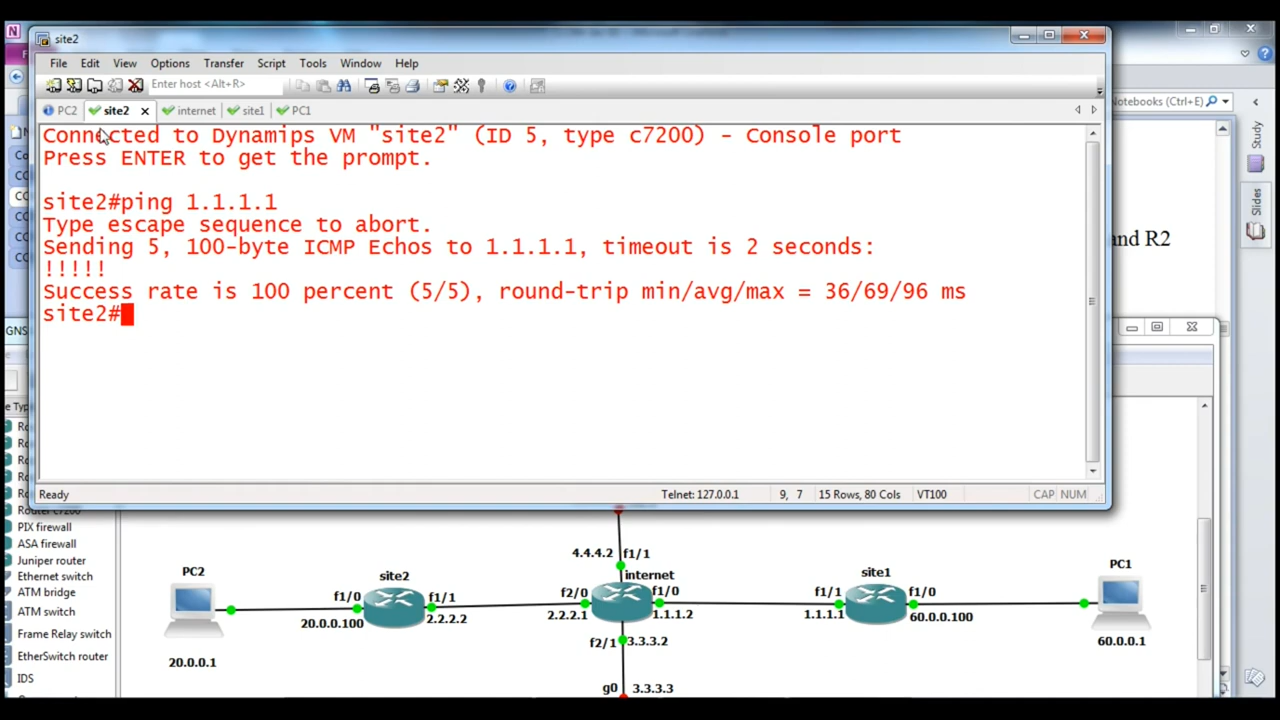 site2
File Edit View Options Transfer Script Tools Window Help
Enter host <Alt+R>
PC2 site2 internet site1 PC1
Connected to Dynamips VM "site2" (ID 5, type c7200) - Console port
Press ENTER to get the prompt.
site2#ping 1.1.1.1
Type escape sequence to abort.
Sending 5, 100-byte ICMP Echos to 1.1.1.1, timeout is 2 seconds:
!!!!!
Success rate is 100 percent (5/5), round-trip min/avg/max = 36/69/96 ms
site2#
Ready Telnet: 127.0.0.1 9, 7 15 Rows, 80 Cols VT100 CAP NUM
Notebooks (Ctrl+E)
Study
Slides
and R2
GNS
Router c7200
PIX firewall
ASA firewall
Juniper router
Ethernet switch
ATM bridge
ATM switch
Frame Relay switch
EtherSwitch router
IDS
4.4.4.2 f1/1
PC2 site2 internet site1 PC1
f1/0 f1/1 f2/0 f1/0 f1/1 f1/0
20.0.0.100 2.2.2.2 2.2.2.1 1.1.1.2 1.1.1.1 60.0.0.100
f2/1 3.3.3.2
20.0.0.1 60.0.0.1
g0 3.3.3.3